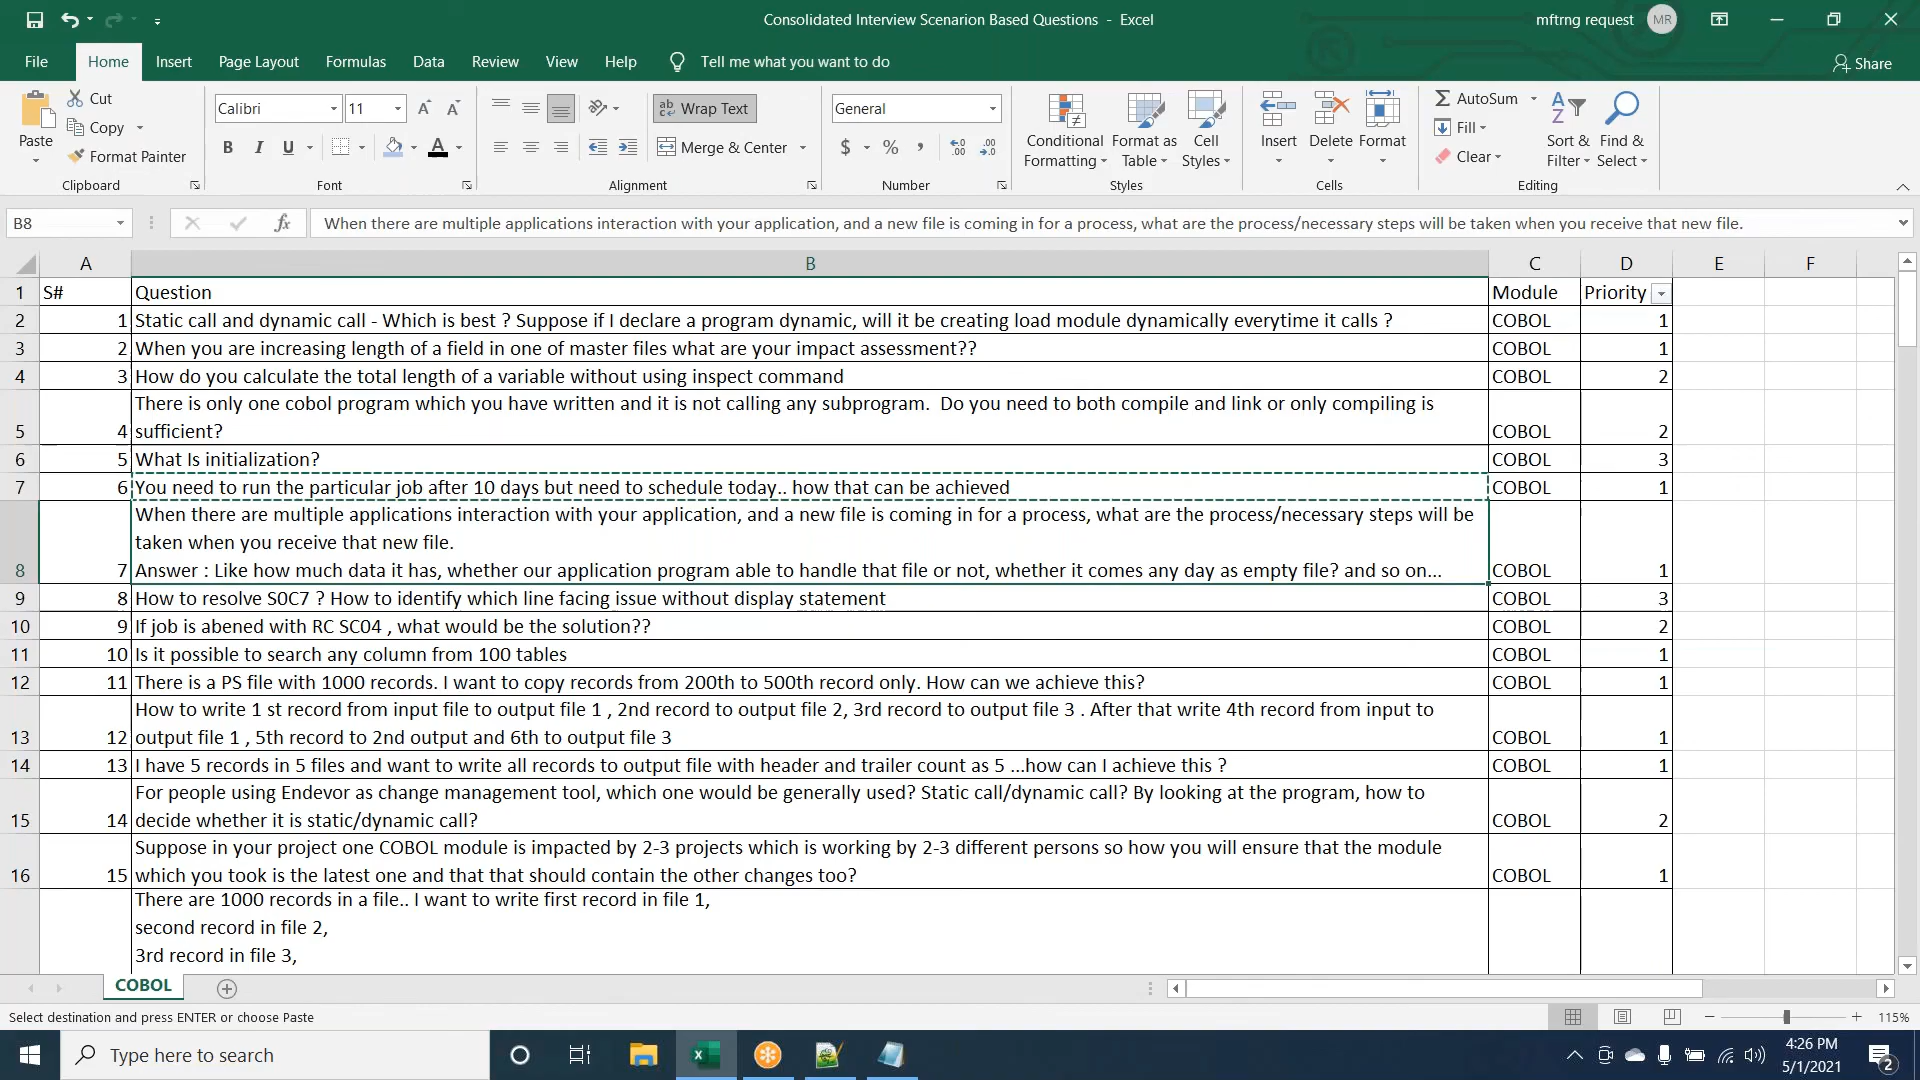 Consolidated Interview Scenarion Based Questions - Excel
mftrng request MR
File Home Insert Page Layout Formulas Data Review View Help Tell me what you want to do Share
Paste
Cut
Copy
Format Painter
Clipboard
Calibri 11
B I U A
Font
ab Wrap Text
Merge & Center
Alignment
General
$ % ,
Number
Conditional Formatting
Format as Table
Cell Styles
Styles
Insert Delete Format
Cells
AutoSum
Fill
Clear
Sort & Filter
Find & Select
Editing
B8 fx When there are multiple applications interaction with your application, and a new file is coming in for a process, what are the process/necessary steps will be taken when you receive that new file.
A B C D E F
1 S# Question Module Priority
2 1 Static call and dynamic call - Which is best ? Suppose if I declare a program dynamic, will it be creating load module dynamically everytime it calls ? COBOL 1
3 2 When you are increasing length of a field in one of master files what are your impact assessment?? COBOL 1
4 3 How do you calculate the total length of a variable without using inspect command COBOL 2
There is only one cobol program which you have written and it is not calling any subprogram. Do you need to both compile and link or only compiling is
5 4 sufficient? COBOL 2
6 5 What Is initialization? COBOL 3
7 6 You need to run the particular job after 10 days but need to schedule today.. how that can be achieved COBOL 1
When there are multiple applications interaction with your application, and a new file is coming in for a process, what are the process/necessary steps will be
taken when you receive that new file.
8 7 Answer : Like how much data it has, whether our application program able to handle that file or not, whether it comes any day as empty file? and so on... COBOL 1
9 8 How to resolve S0C7 ? How to identify which line facing issue without display statement COBOL 3
10 9 If job is abened with RC SC04 , what would be the solution?? COBOL 2
11 10 Is it possible to search any column from 100 tables COBOL 1
12 11 There is a PS file with 1000 records. I want to copy records from 200th to 500th record only. How can we achieve this? COBOL 1
How to write 1 st record from input file to output file 1 , 2nd record to output file 2, 3rd record to output file 3 . After that write 4th record from input to
13 12 output file 1 , 5th record to 2nd output and 6th to output file 3 COBOL 1
14 13 I have 5 records in 5 files and want to write all records to output file with header and trailer count as 5 ...how can I achieve this ? COBOL 1
For people using Endevor as change management tool, which one would be generally used? Static call/dynamic call? By looking at the program, how to
15 14 decide whether it is static/dynamic call? COBOL 2
Suppose in your project one COBOL module is impacted by 2-3 projects which is working by 2-3 different persons so how you will ensure that the module
16 15 which you took is the latest one and that that should contain the other changes too? COBOL 1
There are 1000 records in a file.. I want to write first record in file 1,
second record in file 2,
3rd record in file 3,
COBOL
Select destination and press ENTER or choose Paste
115%
Type here to search
4:26 PM
5/1/2021
2